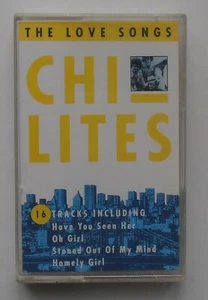 THE LOVE SONGS
CHI
LITES
16 TRACKS INCLUDING
Have You Seen Her
Oh Girl
Stoned Out Of My Mind
Homely Girl